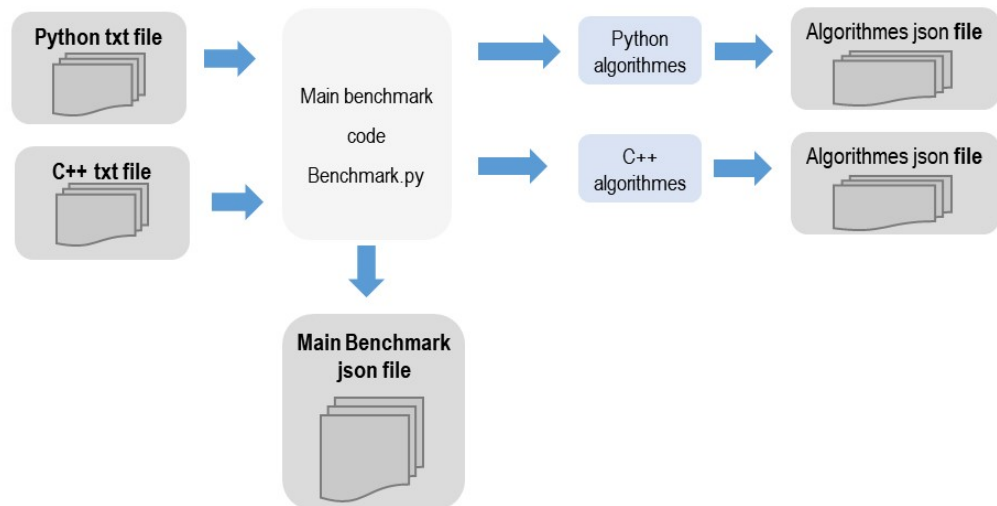 Python txt file
C++ txt file
Main benchmark
code
Benchmark.py
Python
algorithmes
C++
algorithmes
Algorithmes json file
Algorithmes json file
Main Benchmark
json file